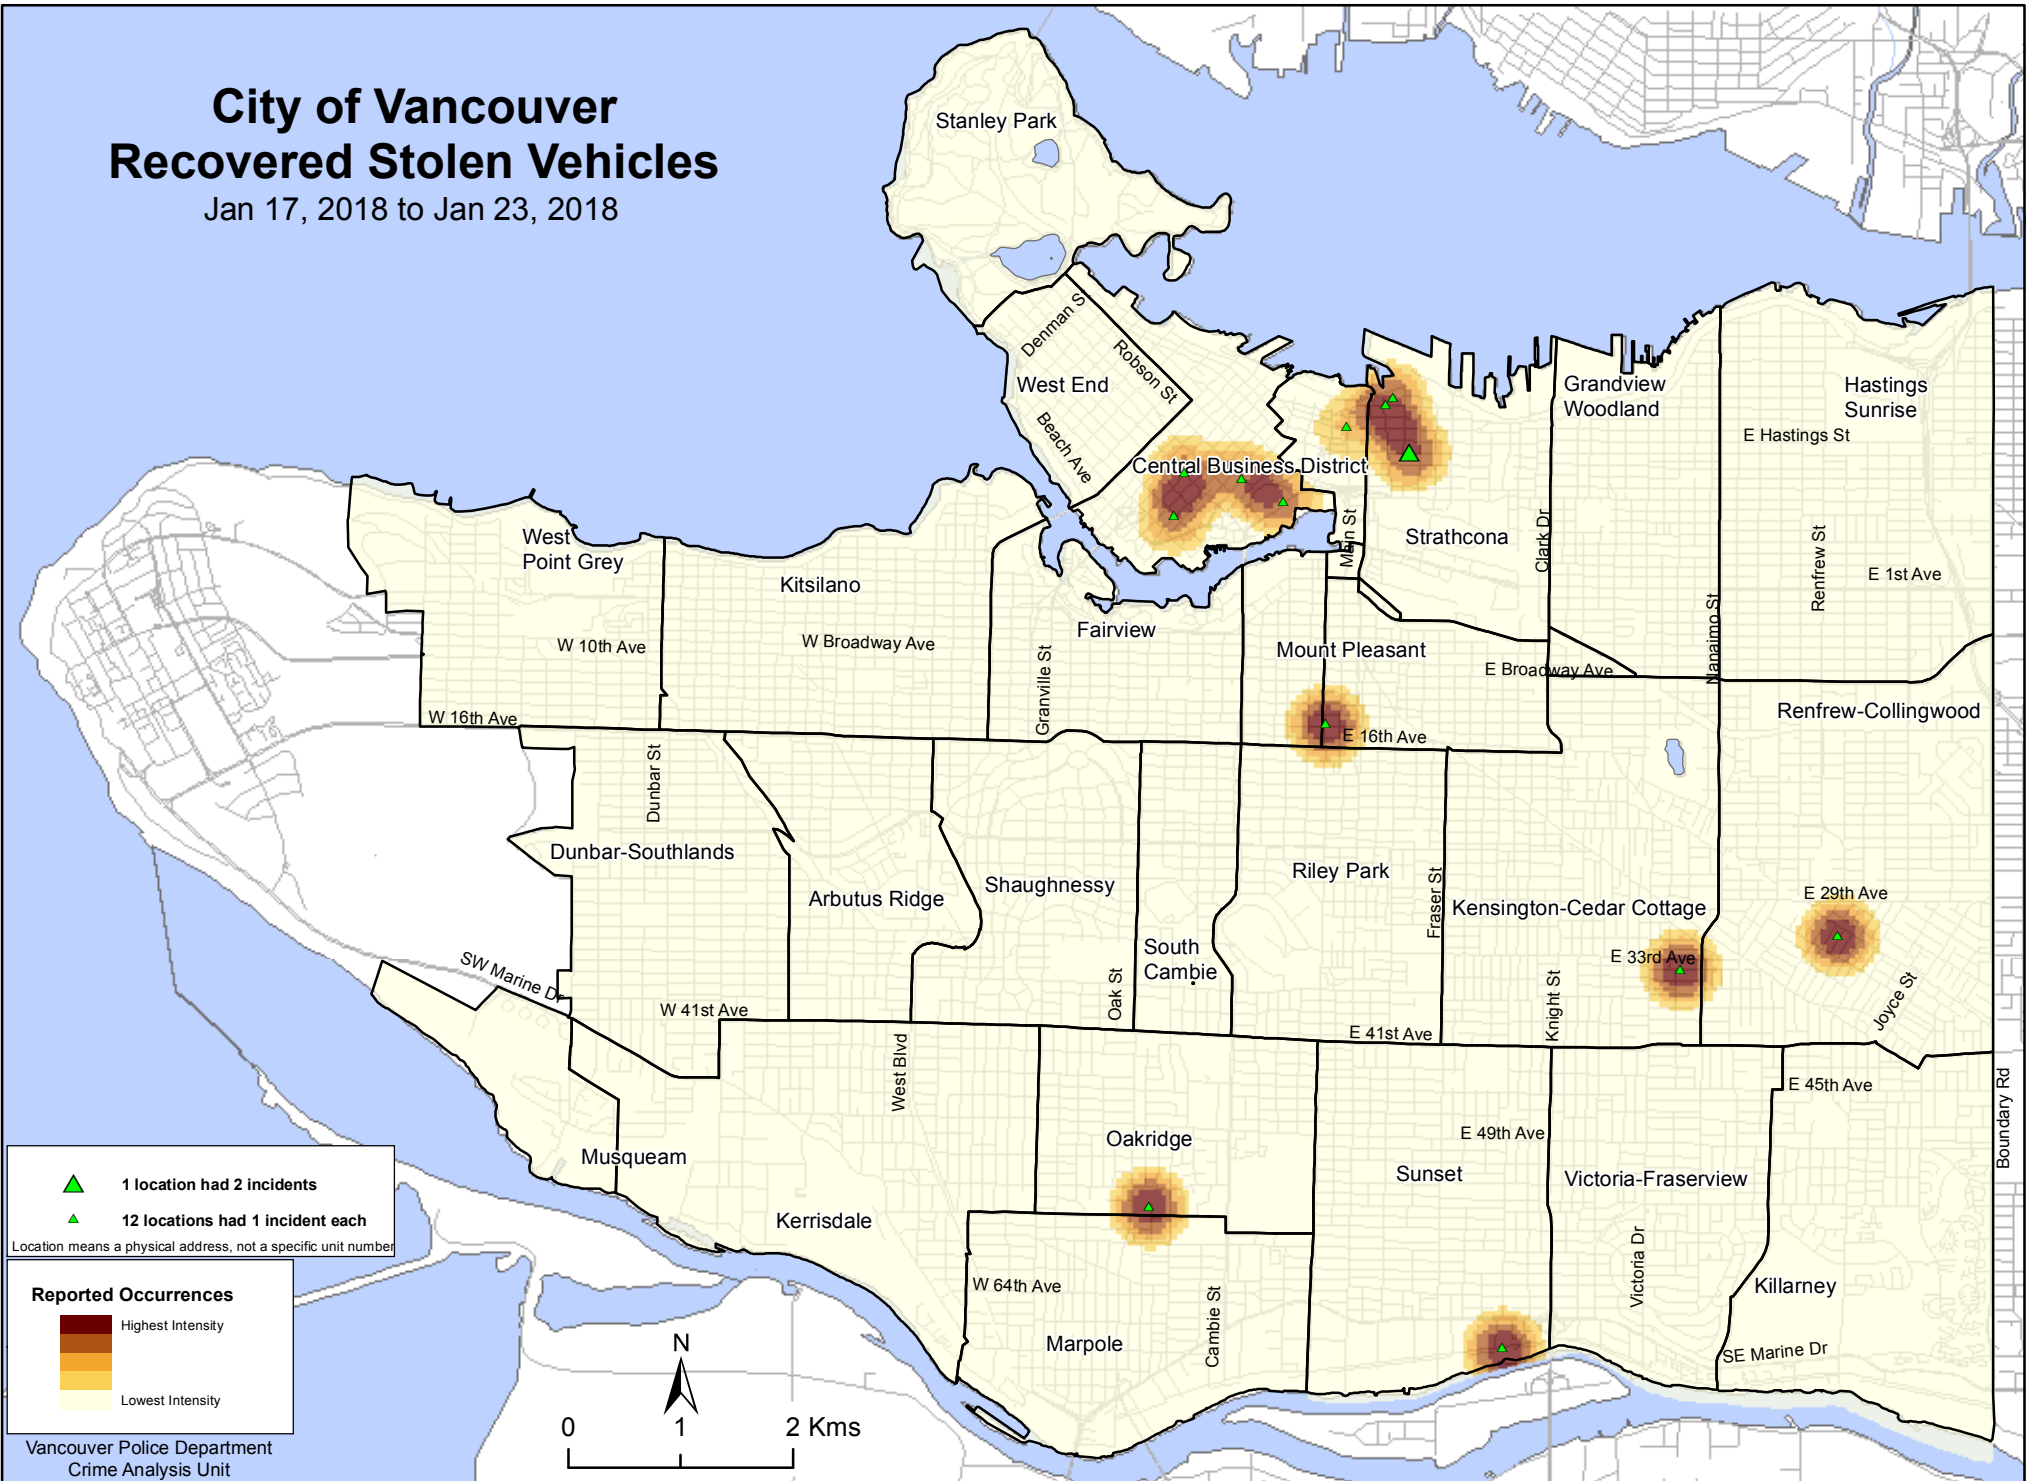 City of Vancouver
Recovered Stolen Vehicles
Jan 17, 2018 to Jan 23, 2018
Stanley Park
Denman St
Robson St
West End
Beach Ave
Grandview
Woodland
Hastings
Sunrise
E Hastings St
Central Business District
Main St
Strathcona
Clark Dr
Renfrew St
E 1st Ave
West
Point Grey
Kitsilano
Fairview
Nanaimo St
W 10th Ave
W Broadway Ave
Granville St
Mount Pleasant
E Broadway Ave
W 16th Ave
E 16th Ave
Renfrew-Collingwood
Dunbar St
Dunbar-Southlands
Arbutus Ridge
Shaughnessy
Riley Park
Fraser St
Kensington-Cedar Cottage
E 29th Ave
South
Cambie
E 33rd Ave
SW Marine Dr
W 41st Ave
Oak St
Knight St
Joyce St
E 41st Ave
West Blvd
E 45th Ave
Boundary Rd
Oakridge
E 49th Ave
Musqueam
Sunset
Victoria-Fraserview
Kerrisdale
Victoria Dr
W 64th Ave
Killarney
Cambie St
Marpole
SE Marine Dr
1 location had 2 incidents
12 locations had 1 incident each
Location means a physical address, not a specific unit number
Reported Occurrences
Highest Intensity
Lowest Intensity
N
0 1 2 Kms
Vancouver Police Department
Crime Analysis Unit